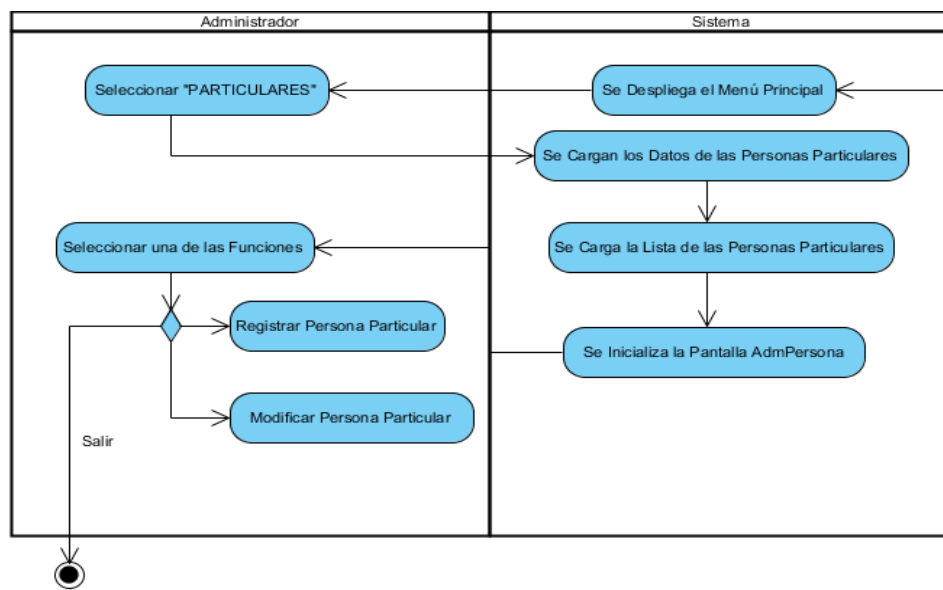 Administrador
Sistema
Seleccionar "PARTICULARES"
Se Despliega el Menú Principal
Se Cargan los Datos de las Personas Particulares
Seleccionar una de las Funciones
Se Carga la Lista de las Personas Particulares
Registrar Persona Particular
Se Inicializa la Pantalla AdmPersona
Modificar Persona Particular
Salir